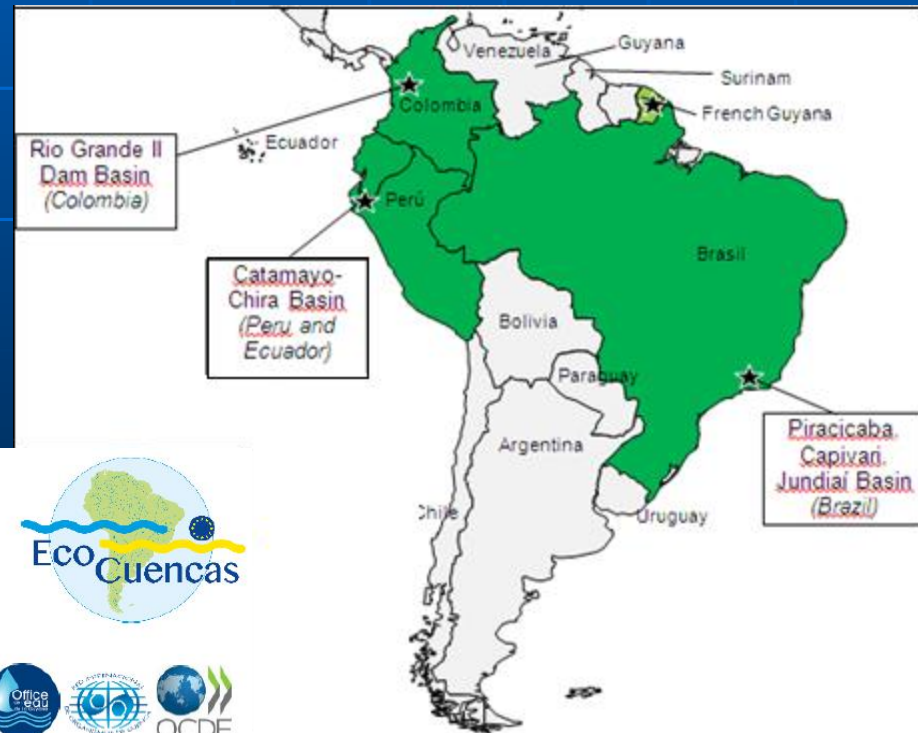 Venezuela
Guyana
Surinam
French Guyana
Colombia
Ecuador
Rio Grande II
Dam Basin
(Colombia)
Perú
Brasil
Catamayo-
Chira Basin
(Peru and
Ecuador)
Bolivia
Paraguay
Piracicaba,
Capivari,
Jundiaí Basin
(Brazil)
Argentina
Chile
Uruguay
Eco
Cuencas
Office
eau
OCDE